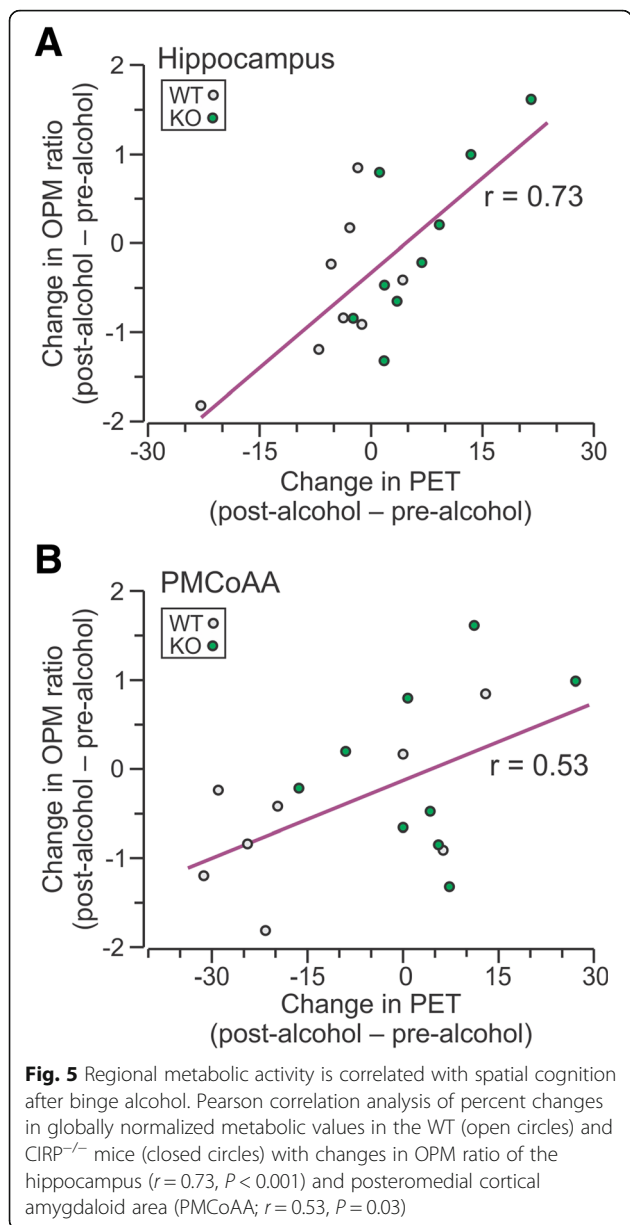 A
Hippocampus
WT
KO
2
1
0
-1
-2
Change in OPM ratio
(post-alcohol – pre-alcohol)
r = 0.73
-30 -15 0 15 30
Change in PET
(post-alcohol – pre-alcohol)
B
PMCoAA
WT
KO
2
1
0
-1
-2
Change in OPM ratio
(post-alcohol – pre-alcohol)
r = 0.53
-30 -15 0 15 30
Change in PET
(post-alcohol – pre-alcohol)
Fig. 5 Regional metabolic activity is correlated with spatial cognition
after binge alcohol. Pearson correlation analysis of percent changes
in globally normalized metabolic values in the WT (open circles) and
CIRP−/− mice (closed circles) with changes in OPM ratio of the
hippocampus (r = 0.73, P < 0.001) and posteromedial cortical
amygdaloid area (PMCoAA; r = 0.53, P = 0.03)